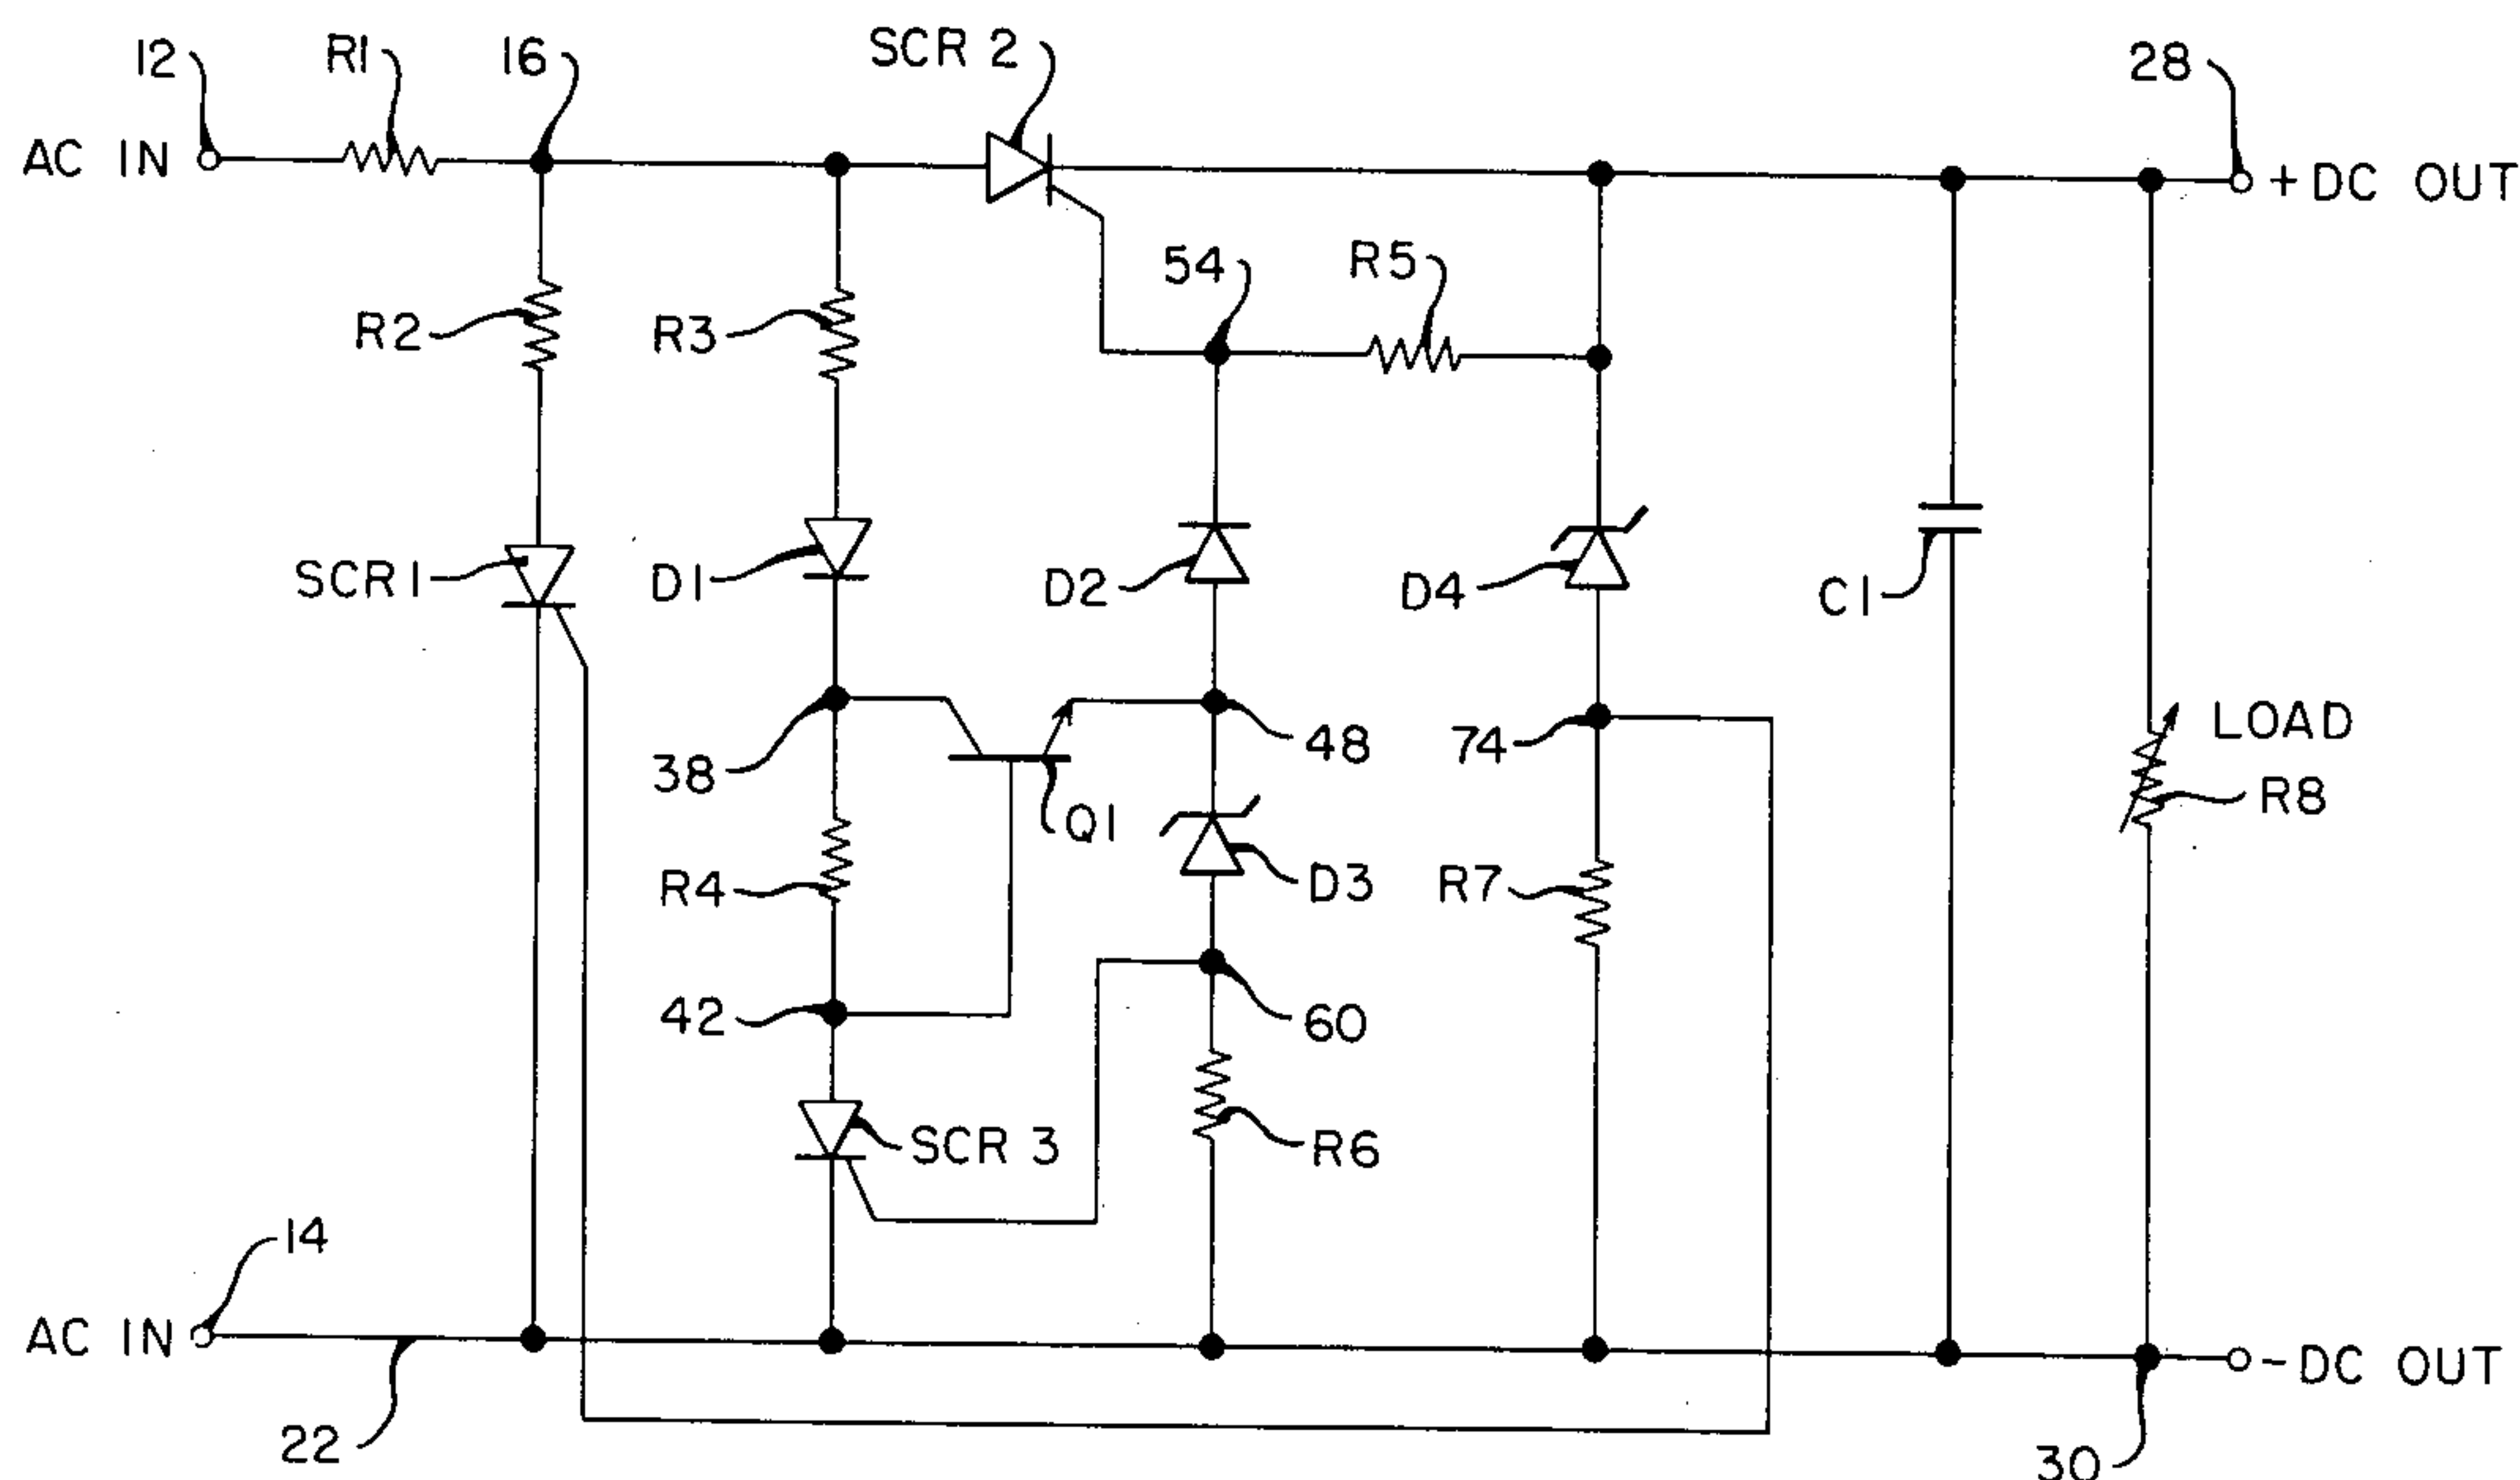 12
R1
16
SCR 2
28
AC IN
+ DC OUT
54
R5
R2
R3
SCR1
D1
D2
D4
C1
38
Q1
48
74
LOAD
R8
R4
D3
R7
42
60
SCR 3
R6
14
AC IN
- DC OUT
22
30